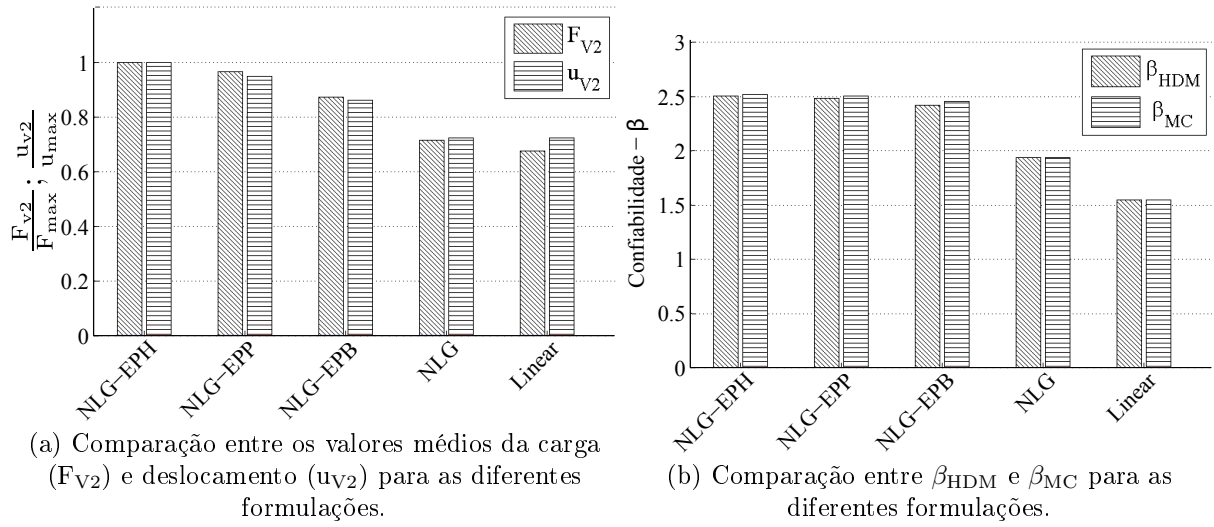 F_V2
u_V2
F_v2/F_max ; u_v2/u_max
1
0.8
0.6
0.4
0.2
0
NLG–EPH
NLG–EPP
NLG–EPB
NLG
Linear
(a) Comparação entre os valores médios da carga
(F_V2) e deslocamento (u_V2) para as diferentes
formulações.
β_HDM
β_MC
Confiabilidade – β
3
2.5
2
1.5
1
0.5
0
NLG–EPH
NLG–EPP
NLG–EPB
NLG
Linear
(b) Comparação entre β_HDM e β_MC para as
diferentes formulações.